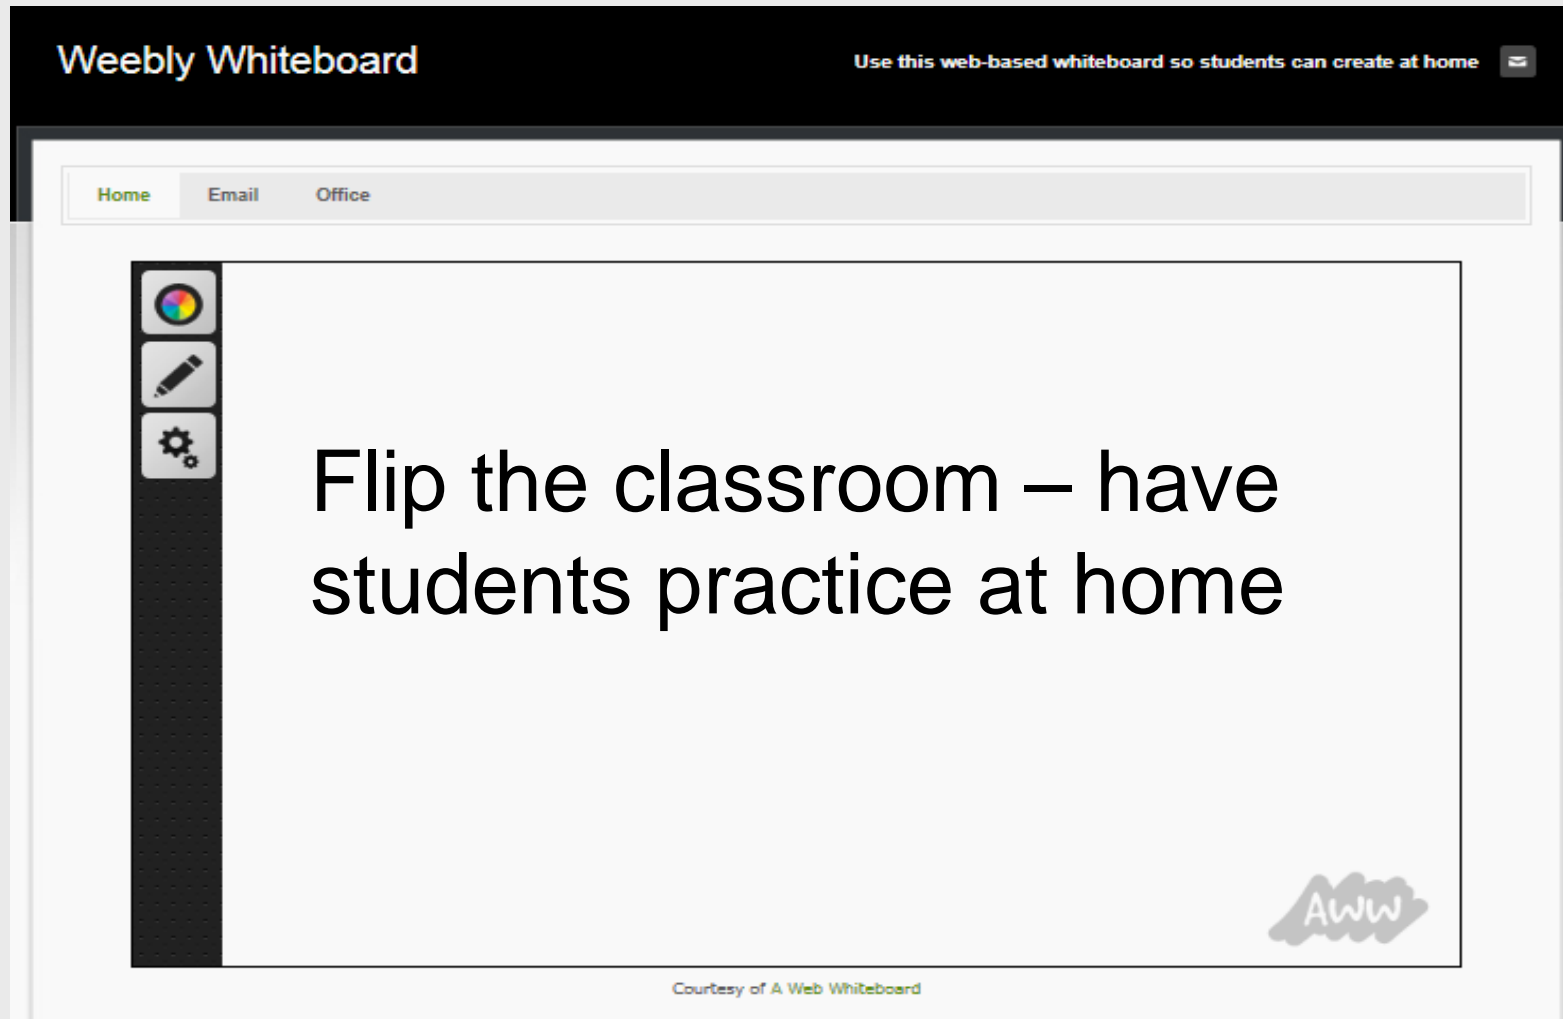 Weebly Whiteboard
Use this web-based whiteboard so students can create at home
Home Email Office
Flip the classroom – have
students practice at home
AWW
Courtesy of A Web Whiteboard